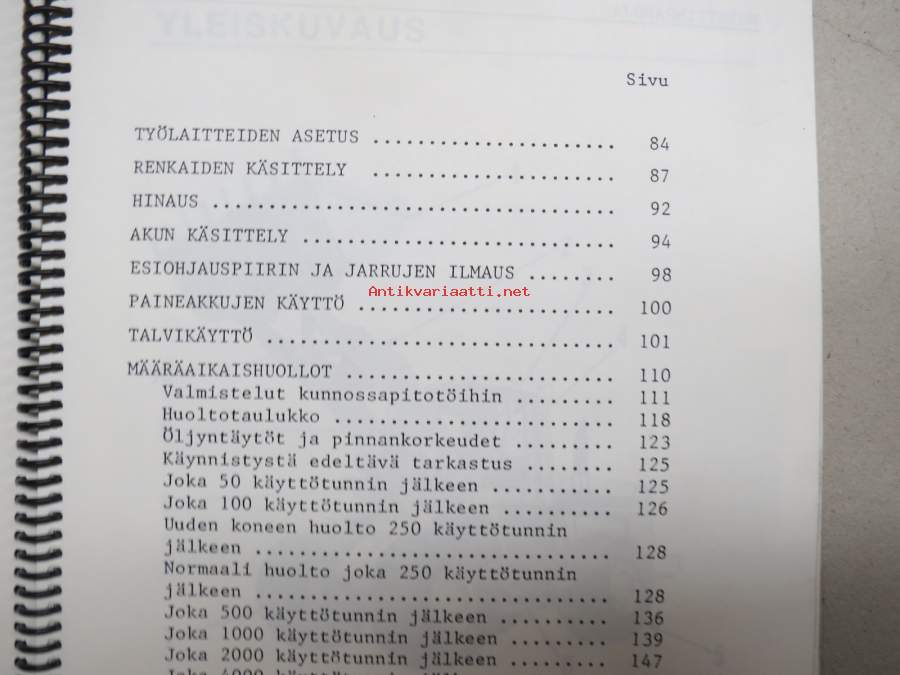 YLEISKUVAUS
Sivu
TYÖLAITTEIDEN ASETUS ...................... 84
RENKAIDEN KÄSITTELY ...................... 87
HINAUS .................................... 92
AKUN KÄSITTELY ............................ 94
ESIOHJAUSPIIRIN JA JARRUJEN ILMAUS ........ 98
Antikvariaatti.net
PAINEAKKUJEN KÄYTTÖ ....................... 100
TALVIKÄYTTÖ ............................... 101
MÄÄRÄAIKAISHUOLLOT ........................ 110
Valmistelut kunnossapitotöihin ......... 111
Huoltotaulukko ......................... 118
Öljyntäytöt ja pinnankorkeudet ......... 123
Käynnistystä edeltävä tarkastus ........ 125
Joka 50 käyttötunnin jälkeen ........... 125
Joka 100 käyttötunnin jälkeen .......... 126
Uuden koneen huolto 250 käyttötunnin
jälkeen ................................ 128
Normaali huolto joka 250 käyttötunnin
jälkeen ................................ 128
Joka 500 käyttötunnin jälkeen .......... 136
Joka 1000 käyttötunnin jälkeen ......... 139
Joka 2000 käyttötunnin jälkeen ......... 147
Joka 4000 käyttötunnin jälkeen